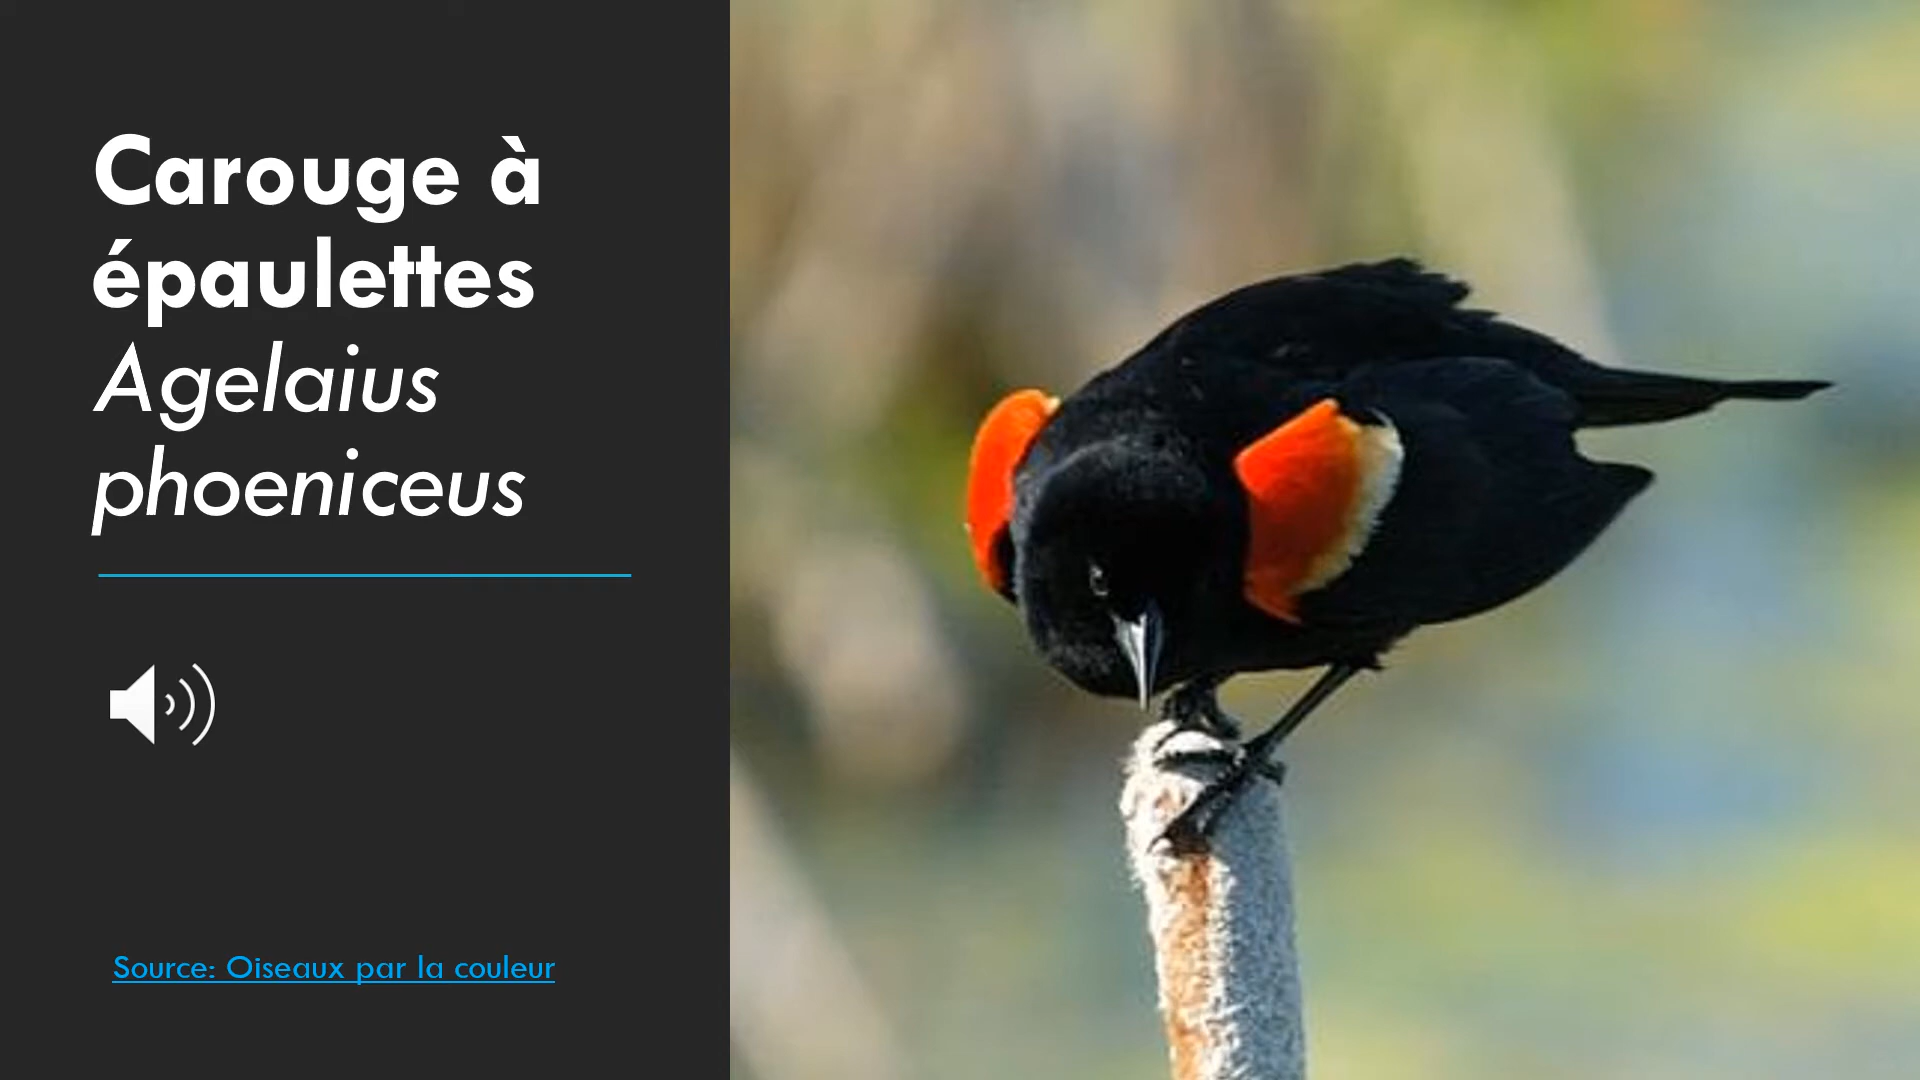 Carouge à
épaulettes
Agelaius
phoeniceus
Source: Oiseaux par la couleur